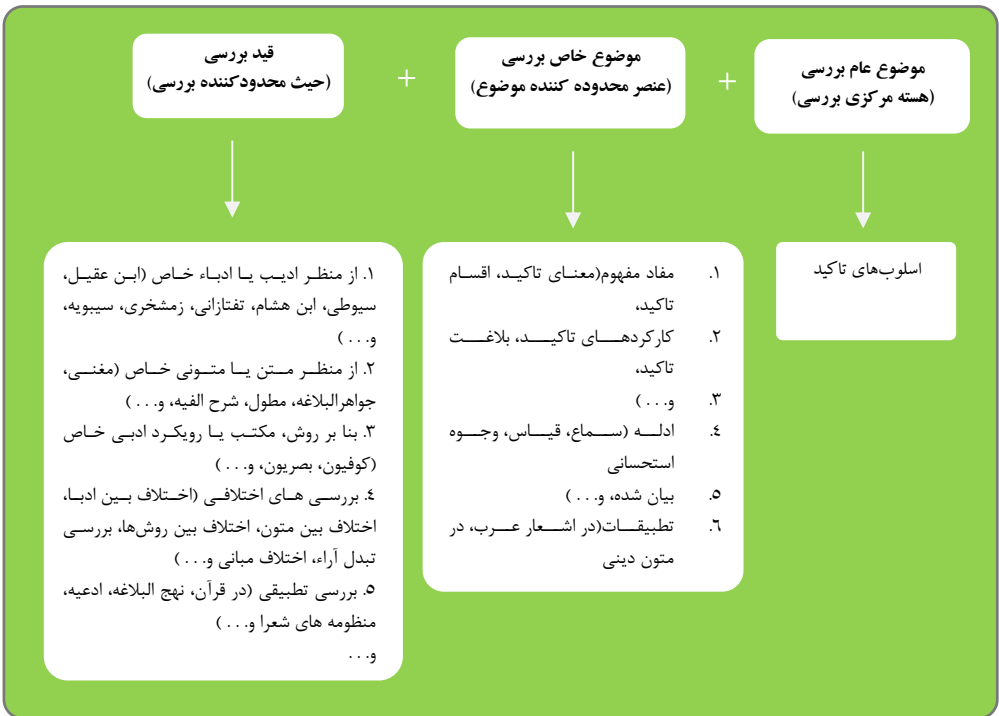 موضوع عام بررسی
(هسته مرکزی بررسی)
+
موضوع خاص بررسی
(عنصر محدوده کننده موضوع)
+
قید بررسی
(حیث محدودکننده بررسی)
اسلوب‌های تاکید
۱. مفاد مفهوم(معنای تاکید، اقسام
تاکید،
۲. کارکردهای تاکید، بلاغت
تاکید،
۳. و...)
٤. ادله (سماع، قیاس، وجوه
استحسانی
۵. بیان شده، و...)
٦. تطبیقات(در اشعار عرب، در
متون دینی
۱. از منظر ادیب یا ادباء خاص (ابن عقیل،
سیوطی، ابن هشام، تفتازانی، زمشخری، سیبویه،
و...)
۲. از منظر متن یا متونی خاص (مغنی،
جواهرالبلاغه، مطول، شرح الفیه، و...)
۳. بنا بر روش، مکتب یا رویکرد ادبی خاص
(کوفیون، بصریون، و...)
٤. بررسی های اختلافی (اختلاف بین ادبا،
اختلاف بین متون، اختلاف بین روش‌ها، بررسی
تبدل آراء، اختلاف مبانی و...)
۵. بررسی تطبیقی (در قرآن، نهج البلاغه، ادعیه،
منظومه های شعرا و...)
و...